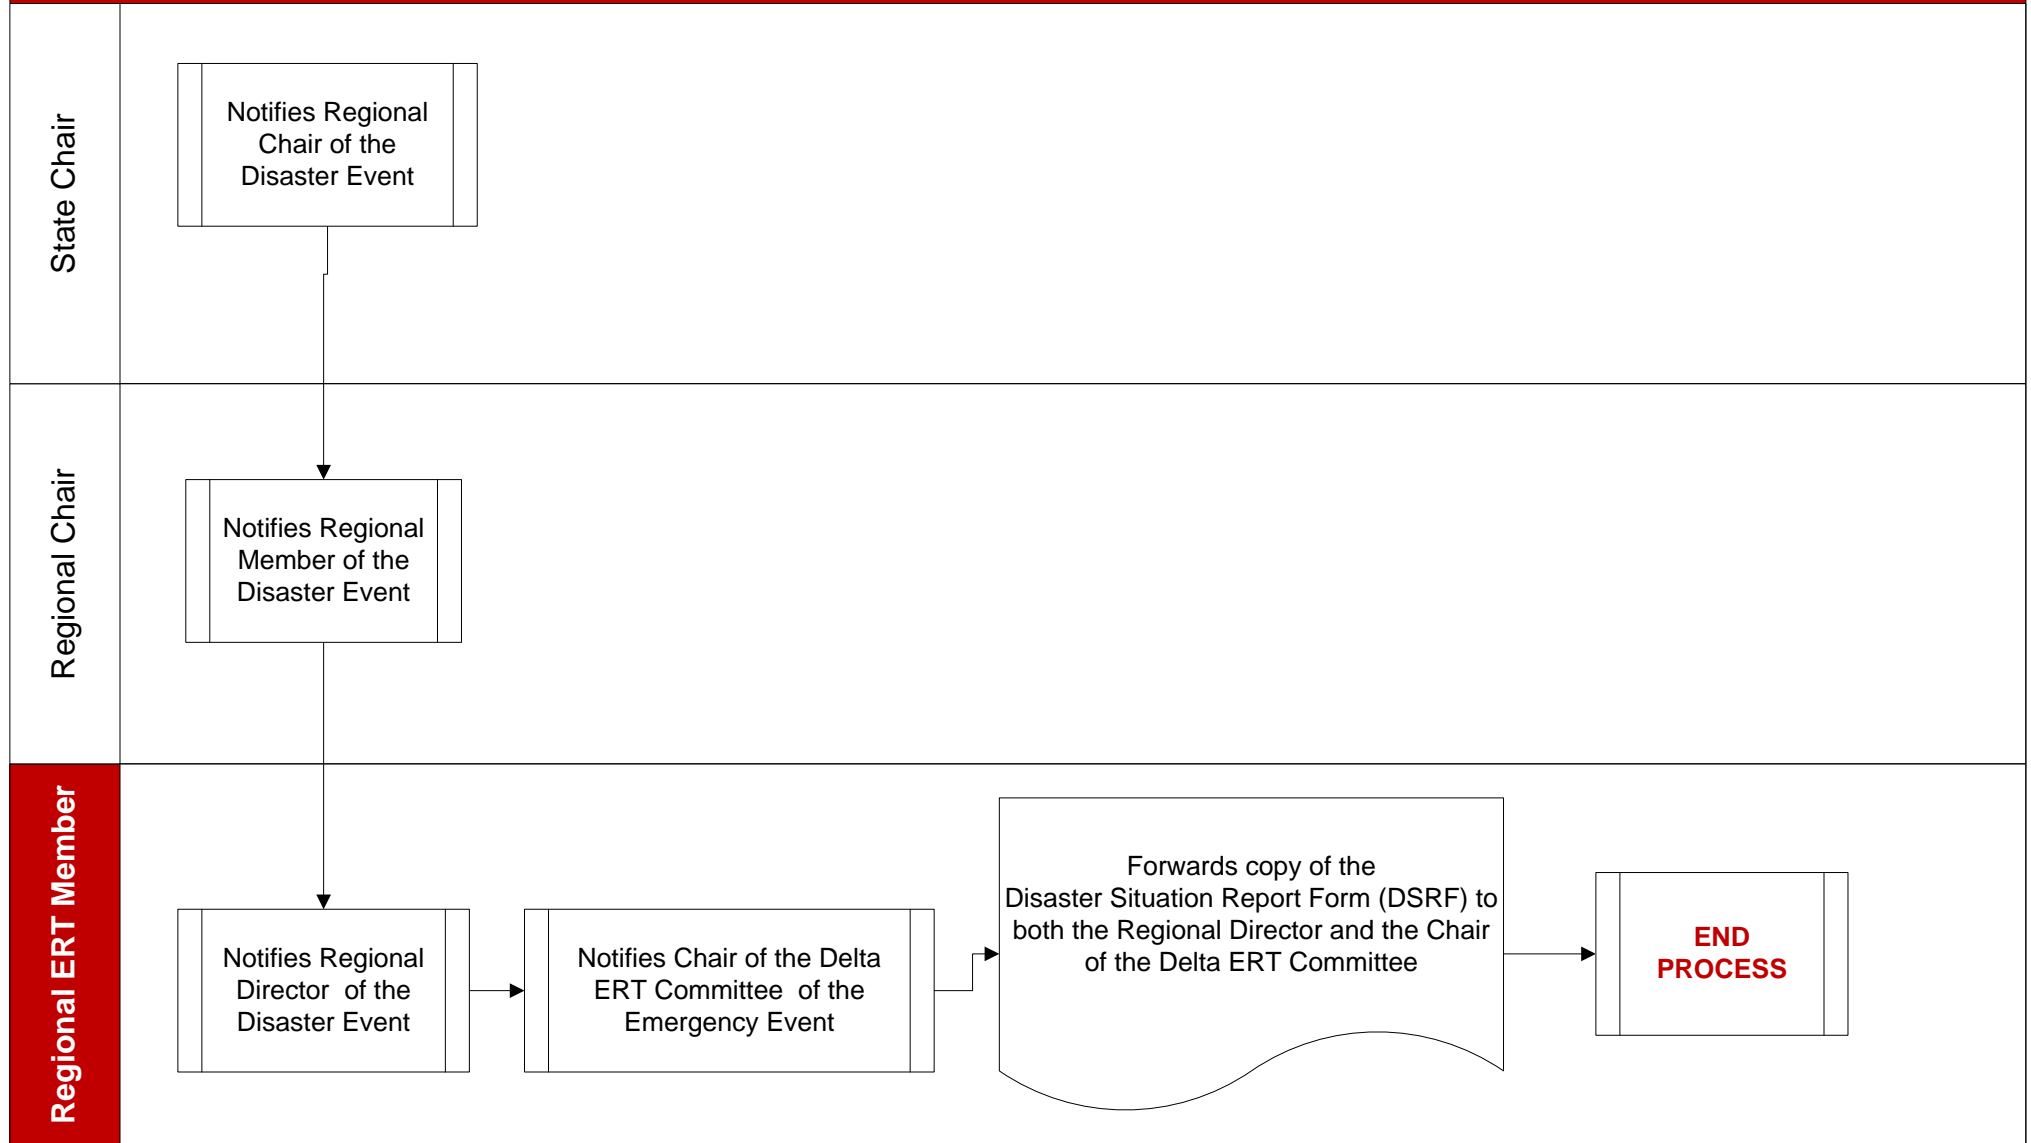 State Chair
Notifies Regional
Chair of the
Disaster Event
Regional Chair
Notifies Regional
Member of the
Disaster Event
Regional ERT Member
Notifies Regional
Director of the
Disaster Event
Notifies Chair of the Delta
ERT Committee of the
Emergency Event
Forwards copy of the
Disaster Situation Report Form (DSRF) to
both the Regional Director and the Chair
of the Delta ERT Committee
END
PROCESS